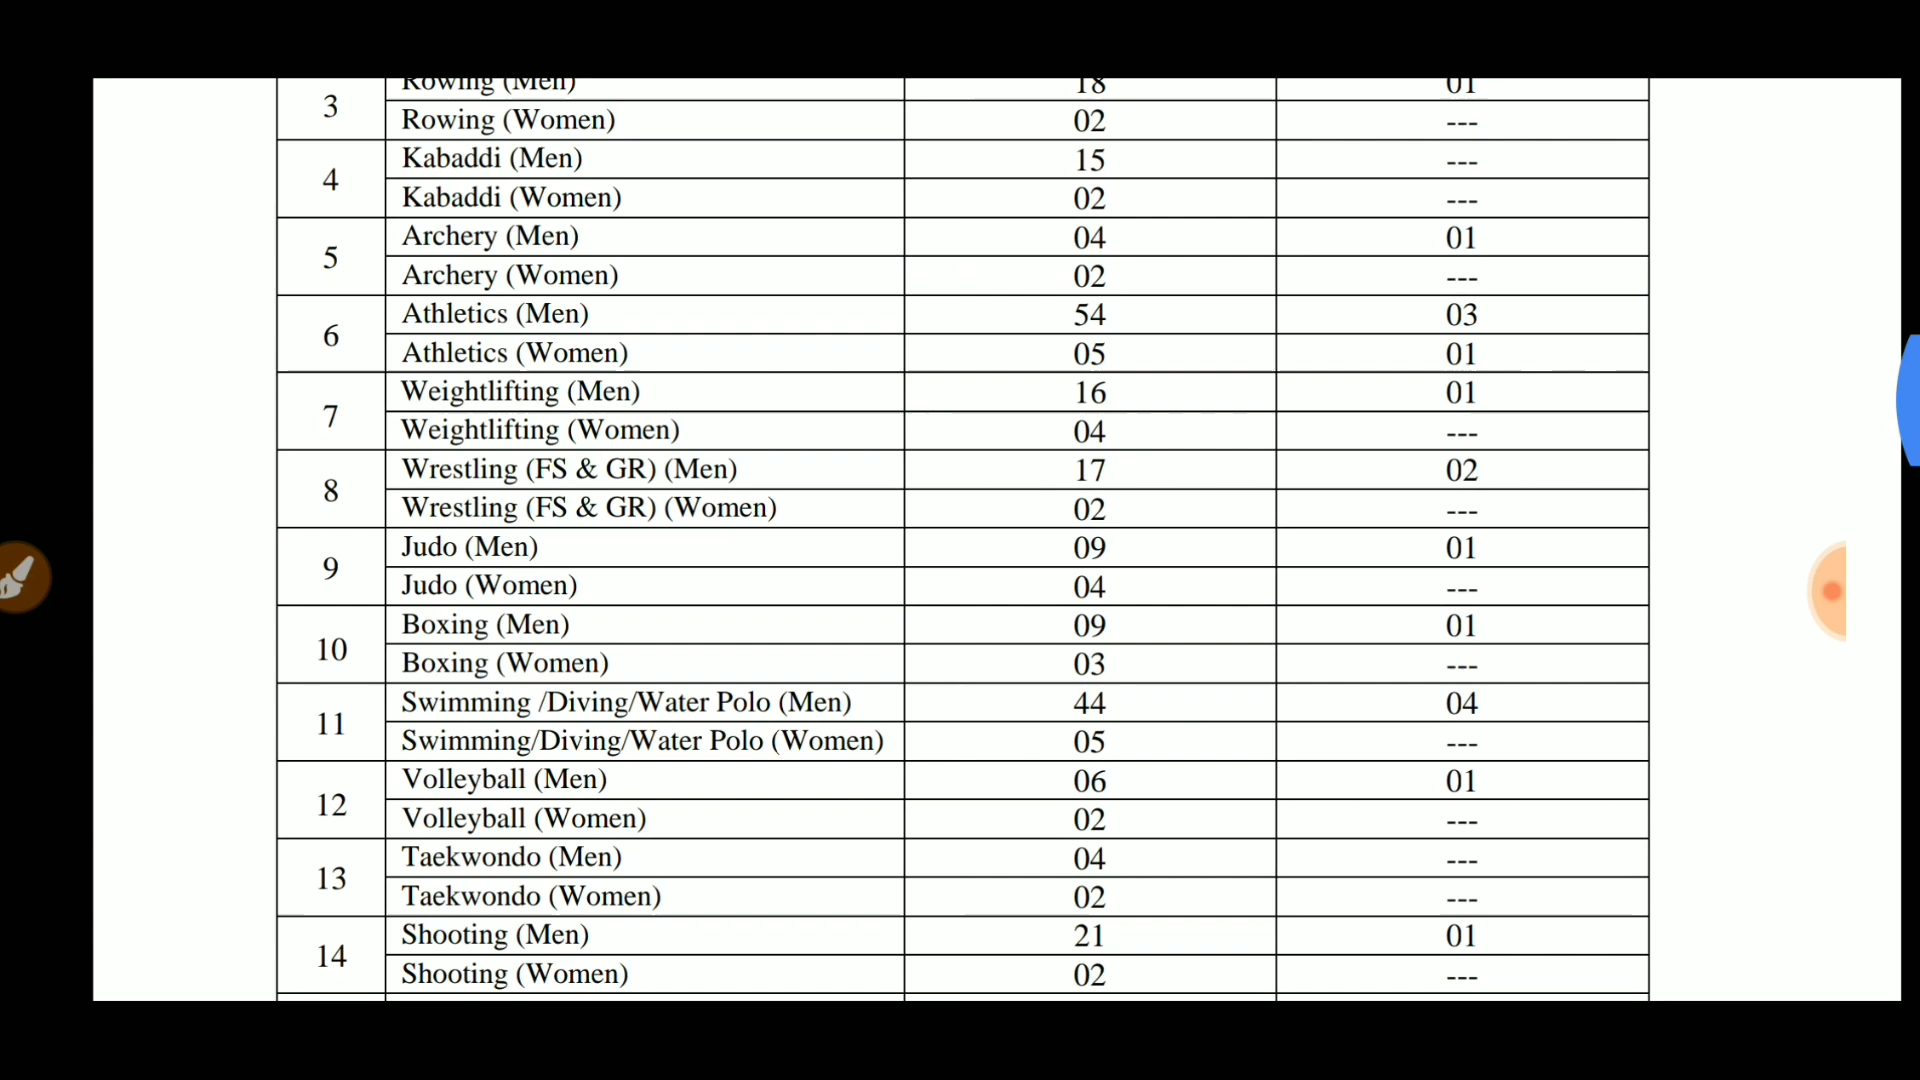 3 Rowing (Men) 18 01
Rowing (Women) 02 ---
4 Kabaddi (Men) 15 ---
Kabaddi (Women) 02 ---
5 Archery (Men) 04 01
Archery (Women) 02 ---
6 Athletics (Men) 54 03
Athletics (Women) 05 01
7 Weightlifting (Men) 16 01
Weightlifting (Women) 04 ---
8 Wrestling (FS & GR) (Men) 17 02
Wrestling (FS & GR) (Women) 02 ---
9 Judo (Men) 09 01
Judo (Women) 04 ---
10 Boxing (Men) 09 01
Boxing (Women) 03 ---
11 Swimming /Diving/Water Polo (Men) 44 04
Swimming/Diving/Water Polo (Women) 05 ---
12 Volleyball (Men) 06 01
Volleyball (Women) 02 ---
13 Taekwondo (Men) 04 ---
Taekwondo (Women) 02 ---
14 Shooting (Men) 21 01
Shooting (Women) 02 ---